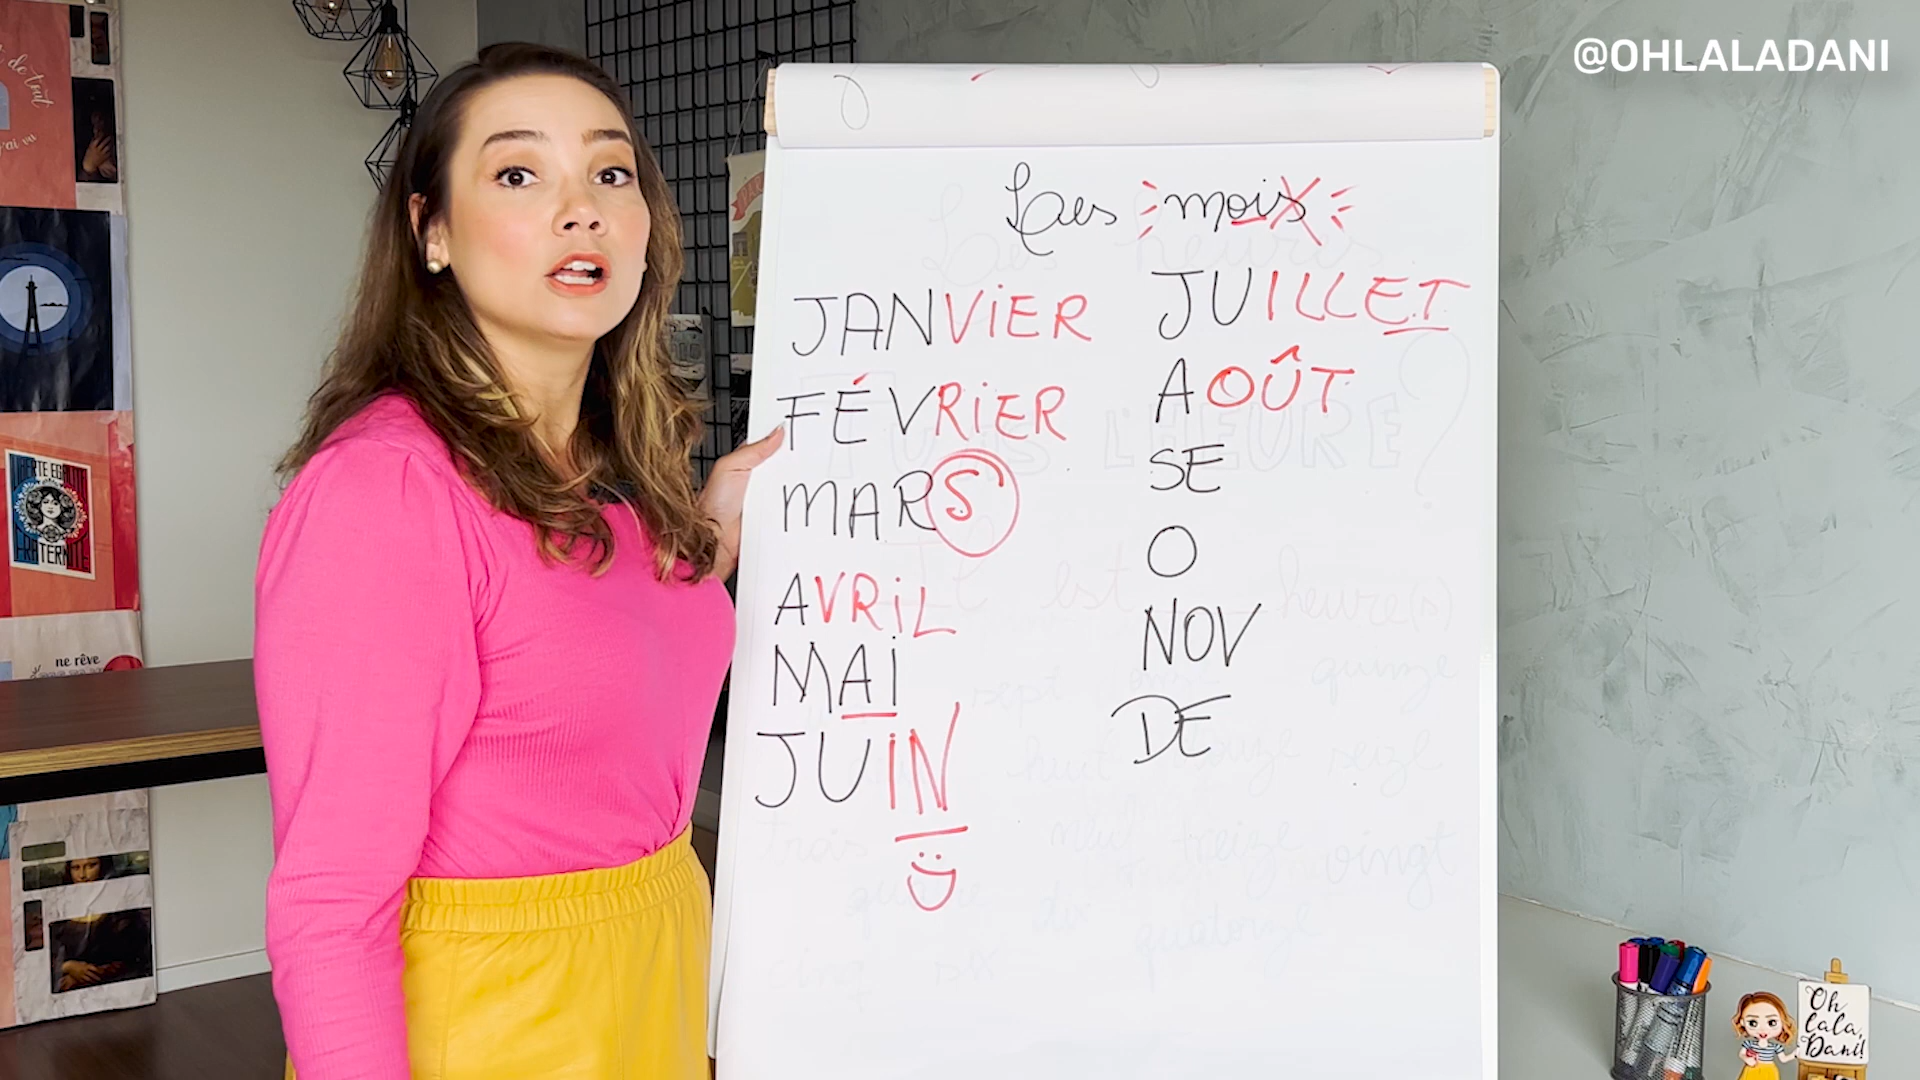 @OHLALADANI
Les mois
JANVIER
FÉVRIER
MARS
AVRIL
MAI
JUIN
JUILLET
AOÛT
SE
O
NOV
DE
ne rêve
Oh
lala,
Dani!